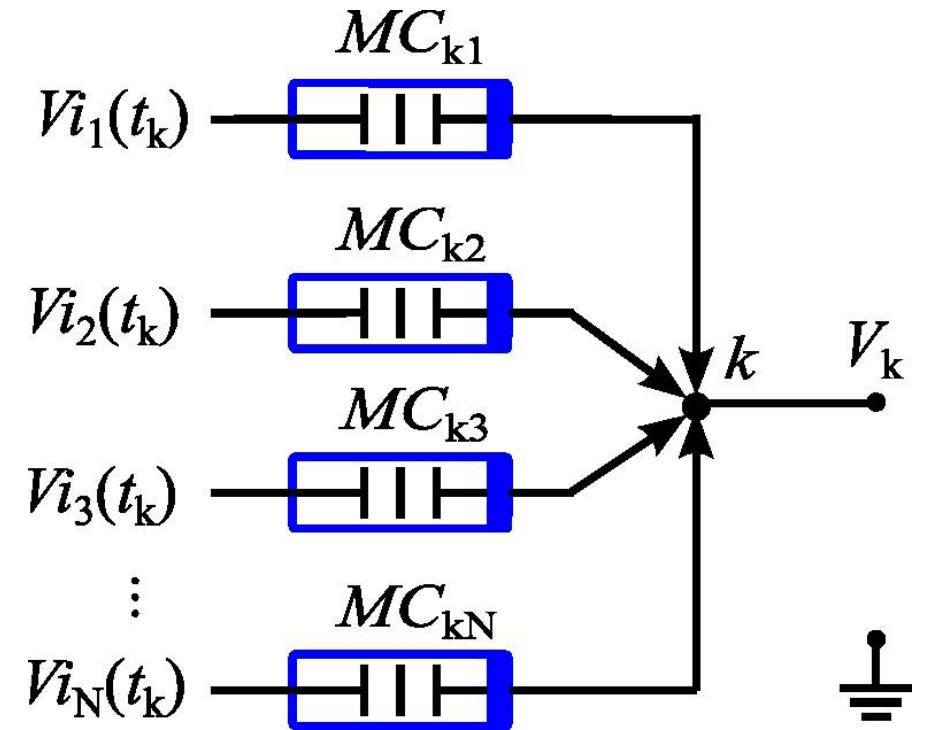 MCk1
Vi1(tk)
MCk2
Vi2(tk)
k
Vk
MCk3
Vi3(tk)
⋮
MCkN
ViN(tk)